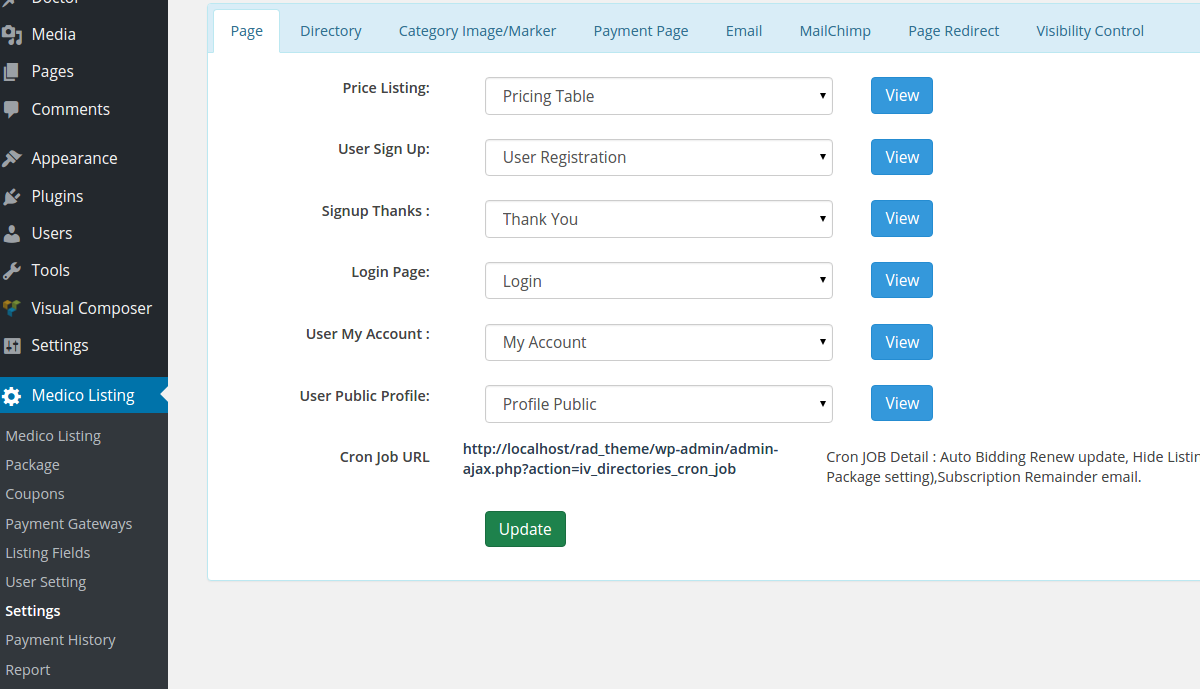 Doctor
Media
Pages
Comments
Appearance
Plugins
Users
Tools
Visual Composer
Settings
Medico Listing
Medico Listing
Package
Coupons
Payment Gateways
Listing Fields
User Setting
Settings
Payment History
Report
Page Directory Category Image/Marker Payment Page Email MailChimp Page Redirect Visibility Control
Price Listing: Pricing Table View
User Sign Up: User Registration View
Signup Thanks : Thank You View
Login Page: Login View
User My Account : My Account View
User Public Profile: Profile Public View
Cron Job URL
http://localhost/rad_theme/wp-admin/admin-
ajax.php?action=iv_directories_cron_job
Cron JOB Detail : Auto Bidding Renew update, Hide
Package setting),Subscription Remainder email.
Update